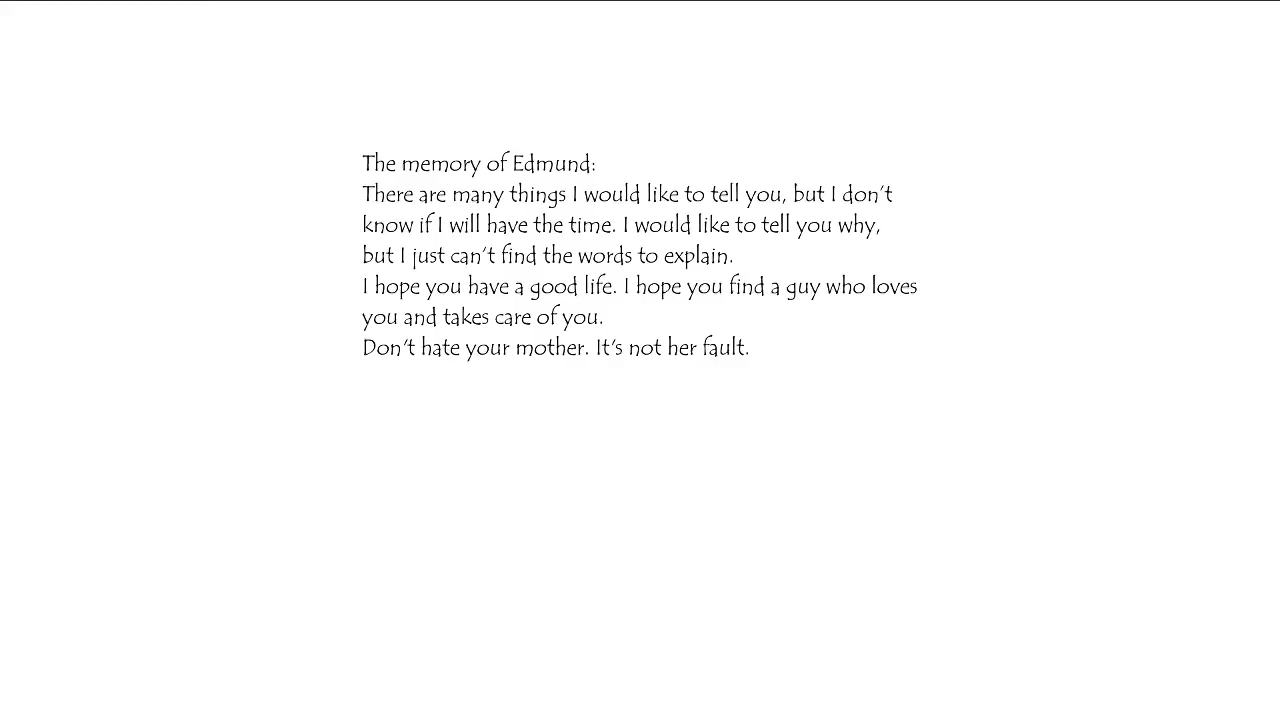 The memory of Edmund:
There are many things I would like to tell you, but I don't
know if I will have the time. I would like to tell you why,
but I just can't find the words to explain.
I hope you have a good life. I hope you find a guy who loves
you and takes care of you.
Don't hate your mother. It's not her fault.